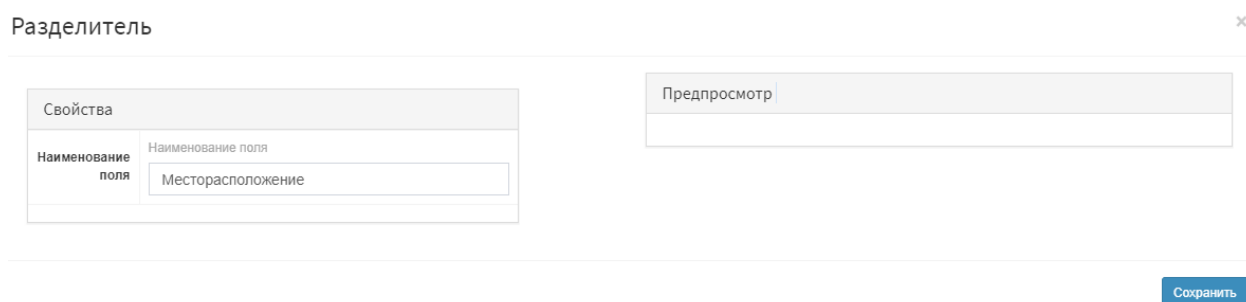 Разделитель
×
Свойства
Наименование поля
Наименование поля
Месторасположение
Предпросмотр
Сохранить